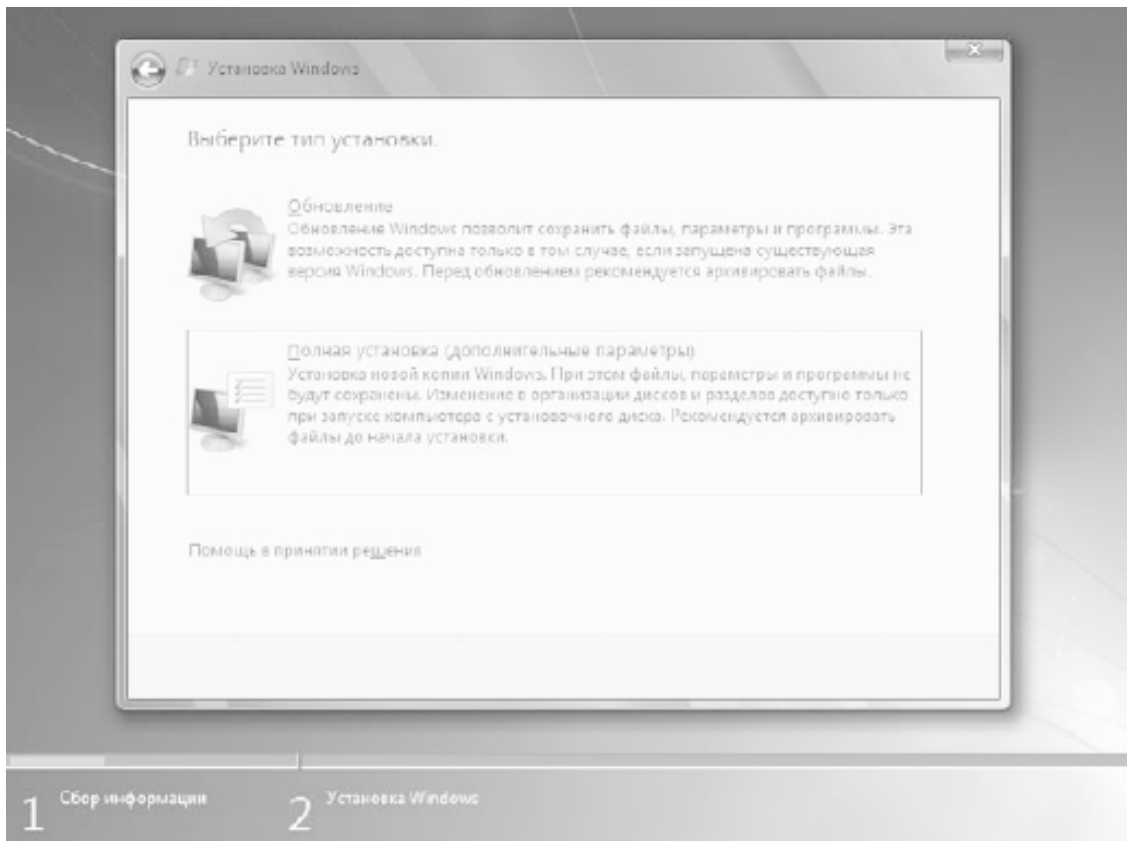 Установка Windows
Выберите тип установки.
Обновление
Обновление Windows позволит сохранить файлы, параметры и программы. Эта
возможность доступна только в том случае, если запущена существующая
версия Windows. Перед обновлением рекомендуется архивировать файлы.
Полная установка (дополнительные параметры)
Установка новой копии Windows. При этом файлы, параметры и программы не
будут сохранены. Изменение в организации дисков и разделов доступно только
при запуске компьютера с установочного диска. Рекомендуется архивировать
файлы до начала установки.
Помощь в принятии решения
1 Сбор информации
2 Установка Windows